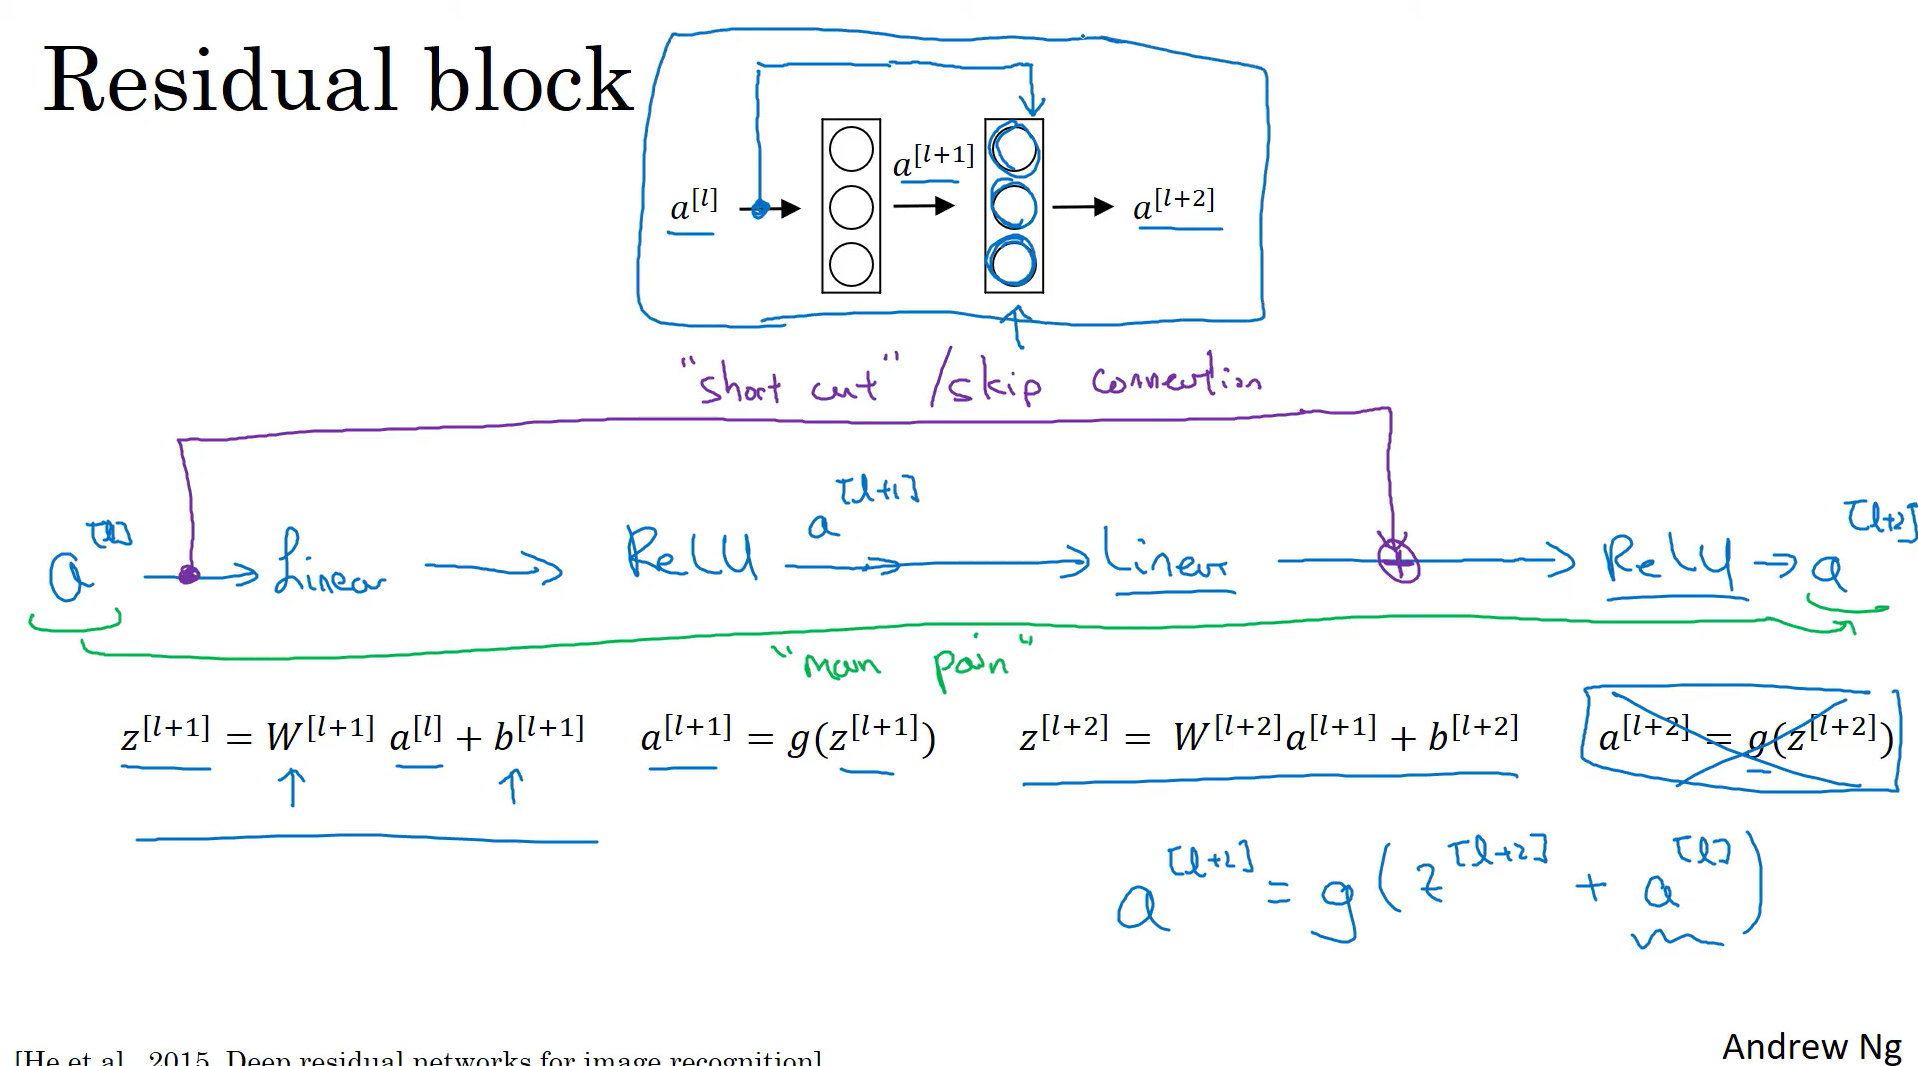 Residual block
a^[l] a^[l+1] a^[l+2]
"short cut" / skip connection
a^[l] → Linear → ReLU a^[l+1] → Linear → ReLU → a^[l+2]
"main path"
z^[l+1] = W^[l+1] a^[l] + b^[l+1] a^[l+1] = g(z^[l+1]) z^[l+2] = W^[l+2]a^[l+1] + b^[l+2] a^[l+2] = g(z^[l+2])
a^[l+2] = g(z^[l+2] + a^[l])
[He et al., 2015. Deep residual networks for image recognition]
Andrew Ng